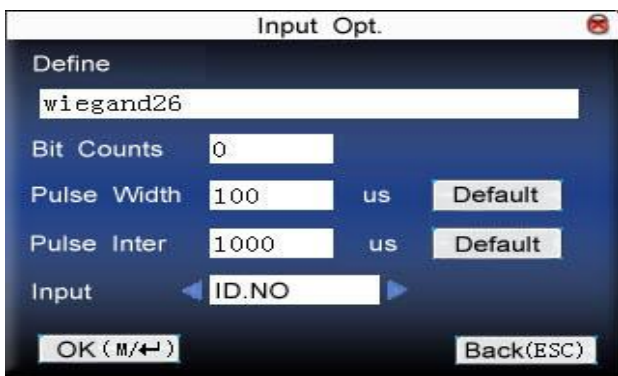 Input Opt.
Define
wiegand26
Bit Counts 0
Pulse Width 100 us Default
Pulse Inter 1000 us Default
Input ID.NO
OK (M/↵) Back(ESC)